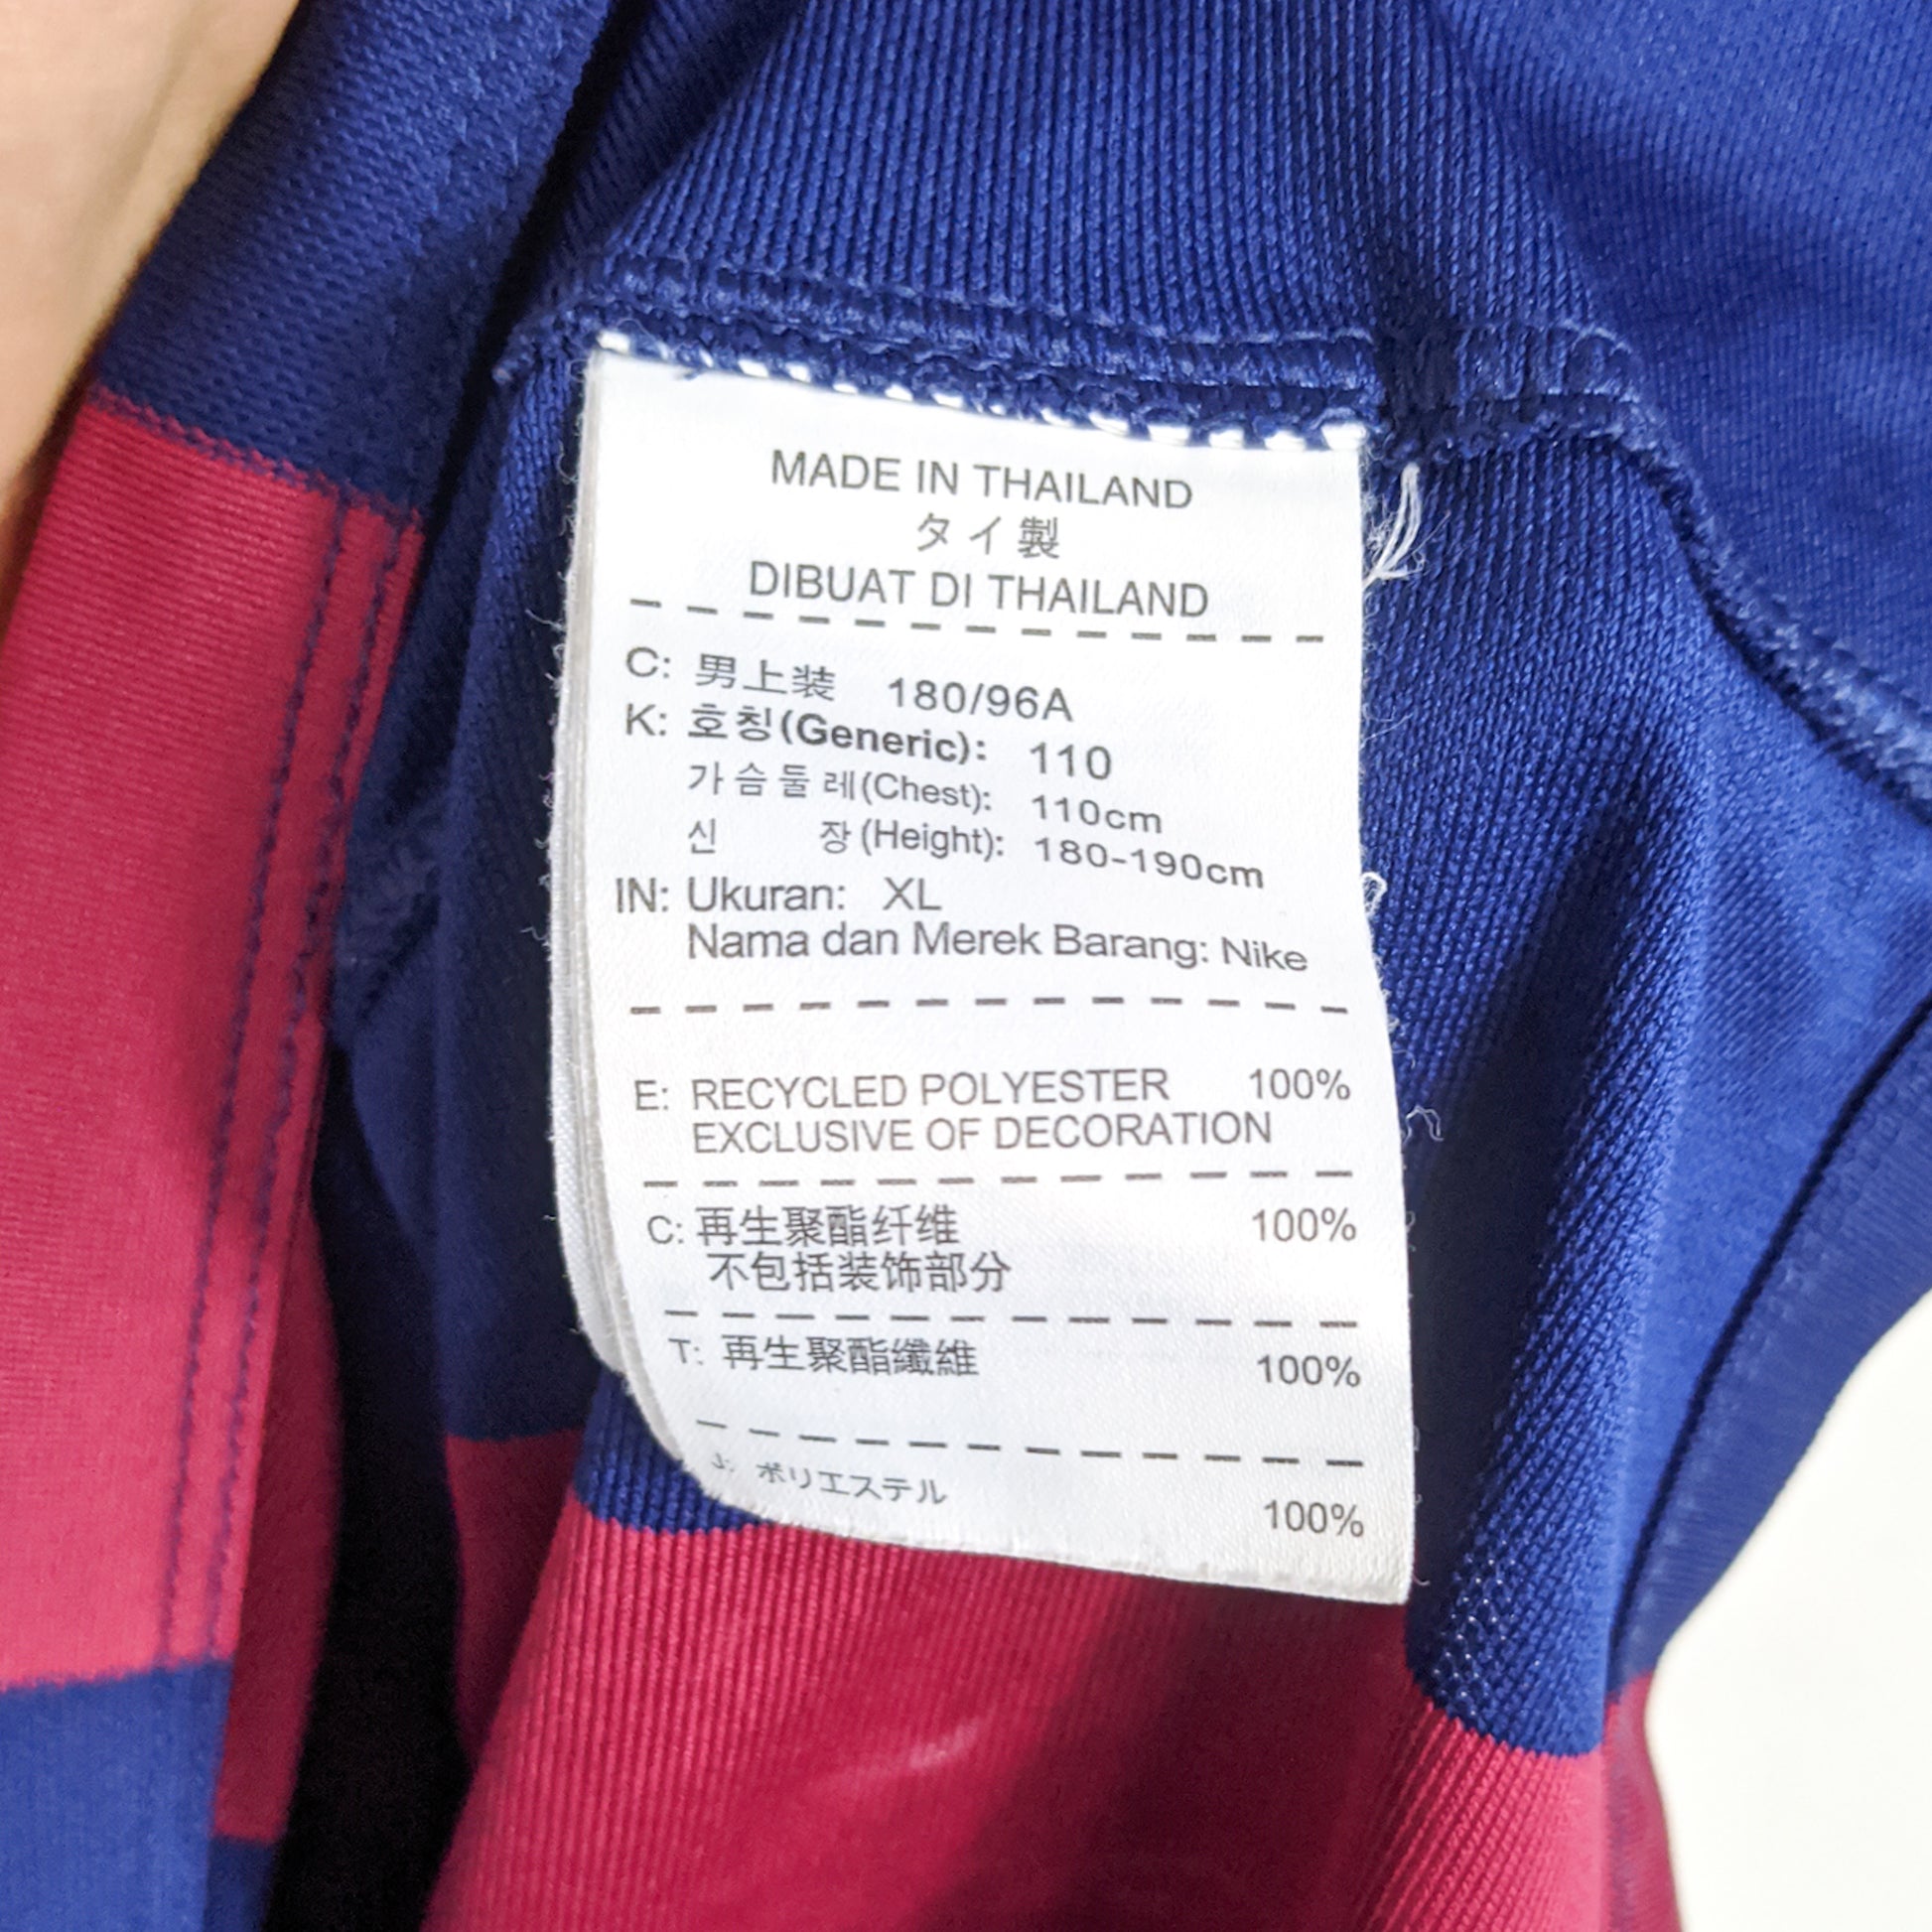 MADE IN THAILAND
タイ製
DIBUAT DI THAILAND
C: 男上装 180/96A
K: 호칭(Generic): 110
가슴둘레(Chest): 110cm
신 장(Height): 180-190cm
IN: Ukuran: XL
Nama dan Merek Barang: Nike
E: RECYCLED POLYESTER 100%
EXCLUSIVE OF DECORATION
C: 再生聚酯纤维 100%
不包括装饰部分
T: 再生聚酯纖維 100%
J: ポリエステル 100%